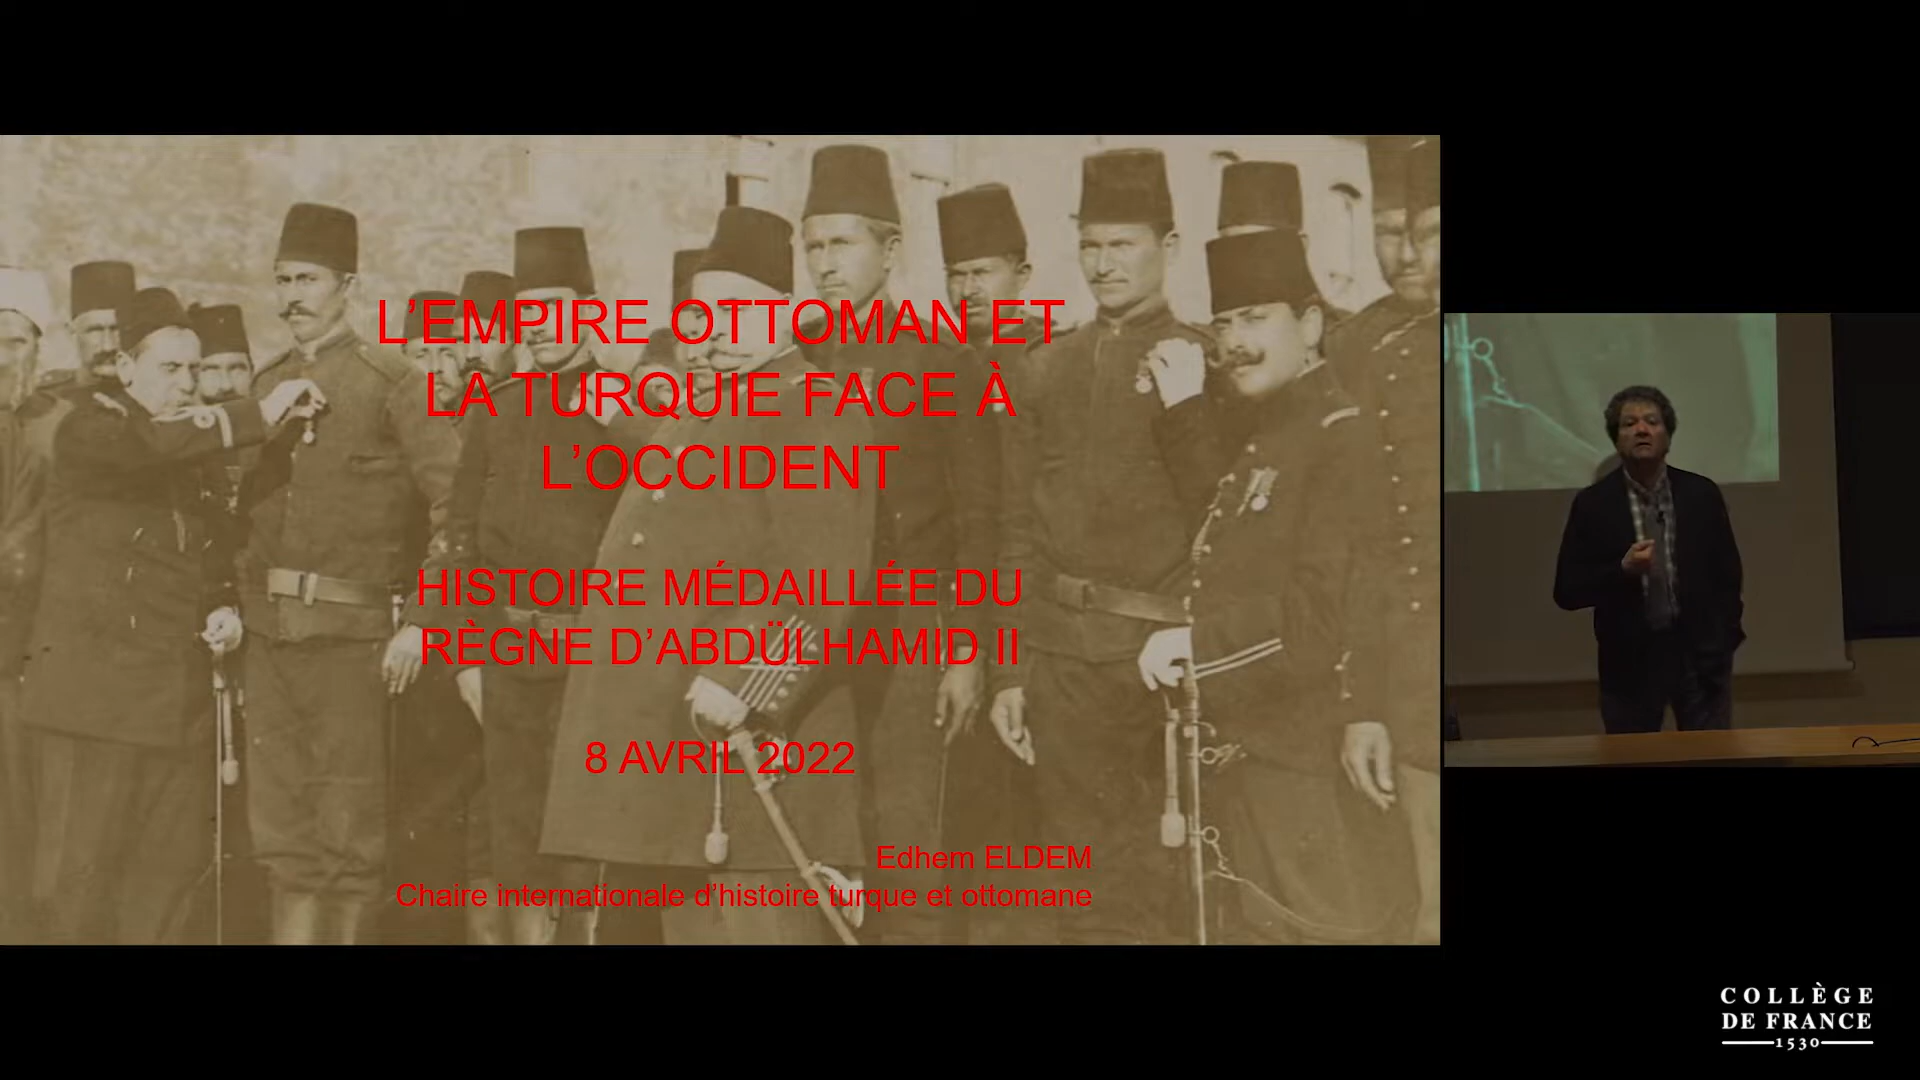 L’EMPIRE OTTOMAN ET
LA TURQUIE FACE À
L’OCCIDENT
HISTOIRE MÉDAILLÉE DU
RÈGNE D’ABDÜLHAMID II
8 AVRIL 2022
Edhem ELDEM
Chaire internationale d’histoire turque et ottomane
COLLÈGE
DE FRANCE
1530